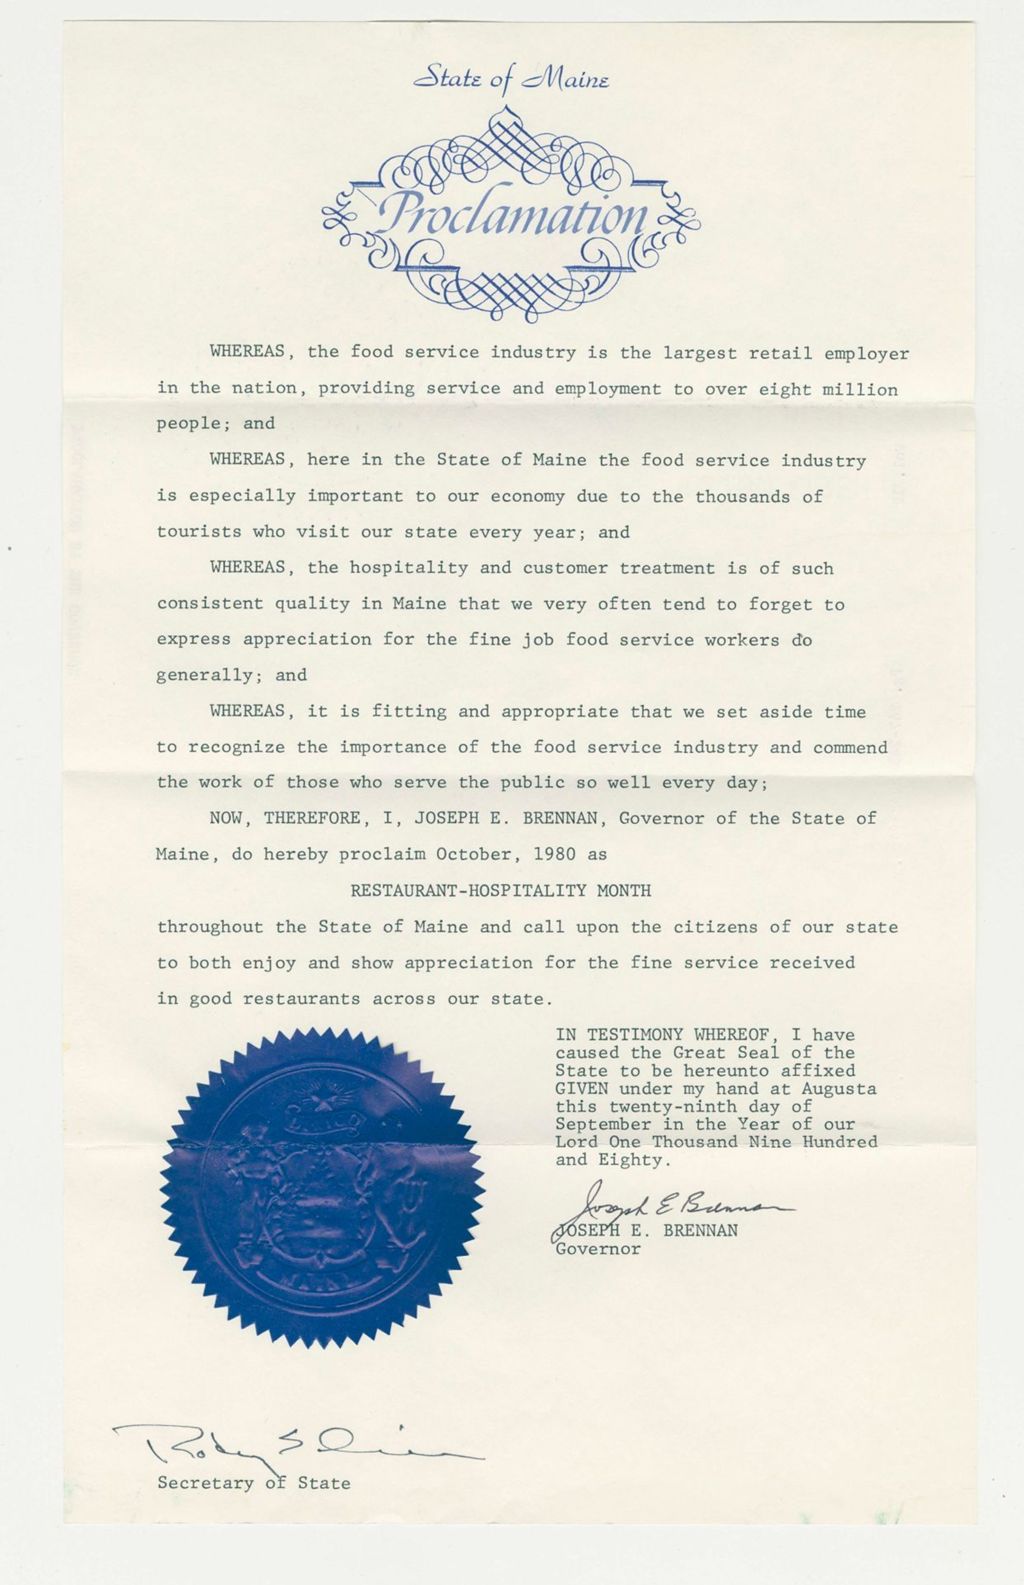 State of Maine
Proclamation
WHEREAS, the food service industry is the largest retail employer
in the nation, providing service and employment to over eight million
people; and
WHEREAS, here in the State of Maine the food service industry
is especially important to our economy due to the thousands of
tourists who visit our state every year; and
WHEREAS, the hospitality and customer treatment is of such
consistent quality in Maine that we very often tend to forget to
express appreciation for the fine job food service workers do
generally; and
WHEREAS, it is fitting and appropriate that we set aside time
to recognize the importance of the food service industry and commend
the work of those who serve the public so well every day;
NOW, THEREFORE, I, JOSEPH E. BRENNAN, Governor of the State of
Maine, do hereby proclaim October, 1980 as
RESTAURANT-HOSPITALITY MONTH
throughout the State of Maine and call upon the citizens of our state
to both enjoy and show appreciation for the fine service received
in good restaurants across our state.
IN TESTIMONY WHEREOF, I have
caused the Great Seal of the
State to be hereunto affixed
GIVEN under my hand at Augusta
this twenty-ninth day of
September in the Year of our
Lord One Thousand Nine Hundred
and Eighty.
Joseph E Brennan
JOSEPH E. BRENNAN
Governor
MAINE
Secretary of State